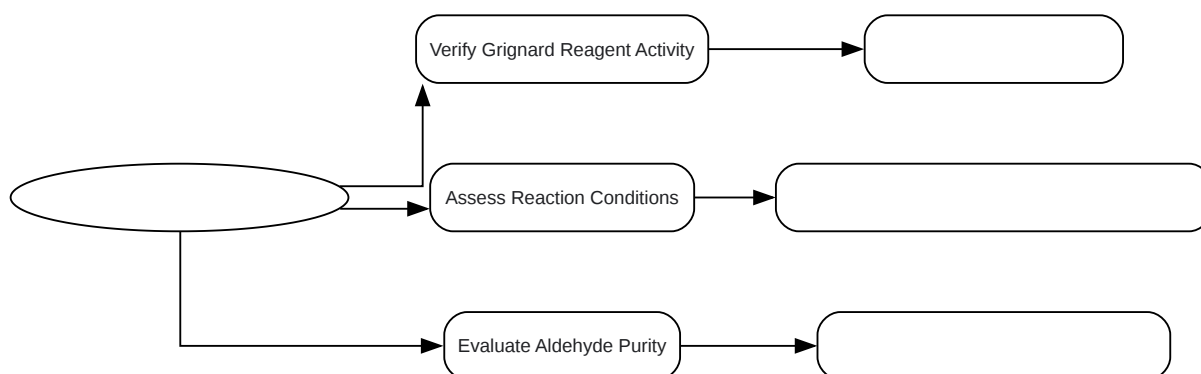 Verify Grignard Reagent Activity
Assess Reaction Conditions
Evaluate Aldehyde Purity